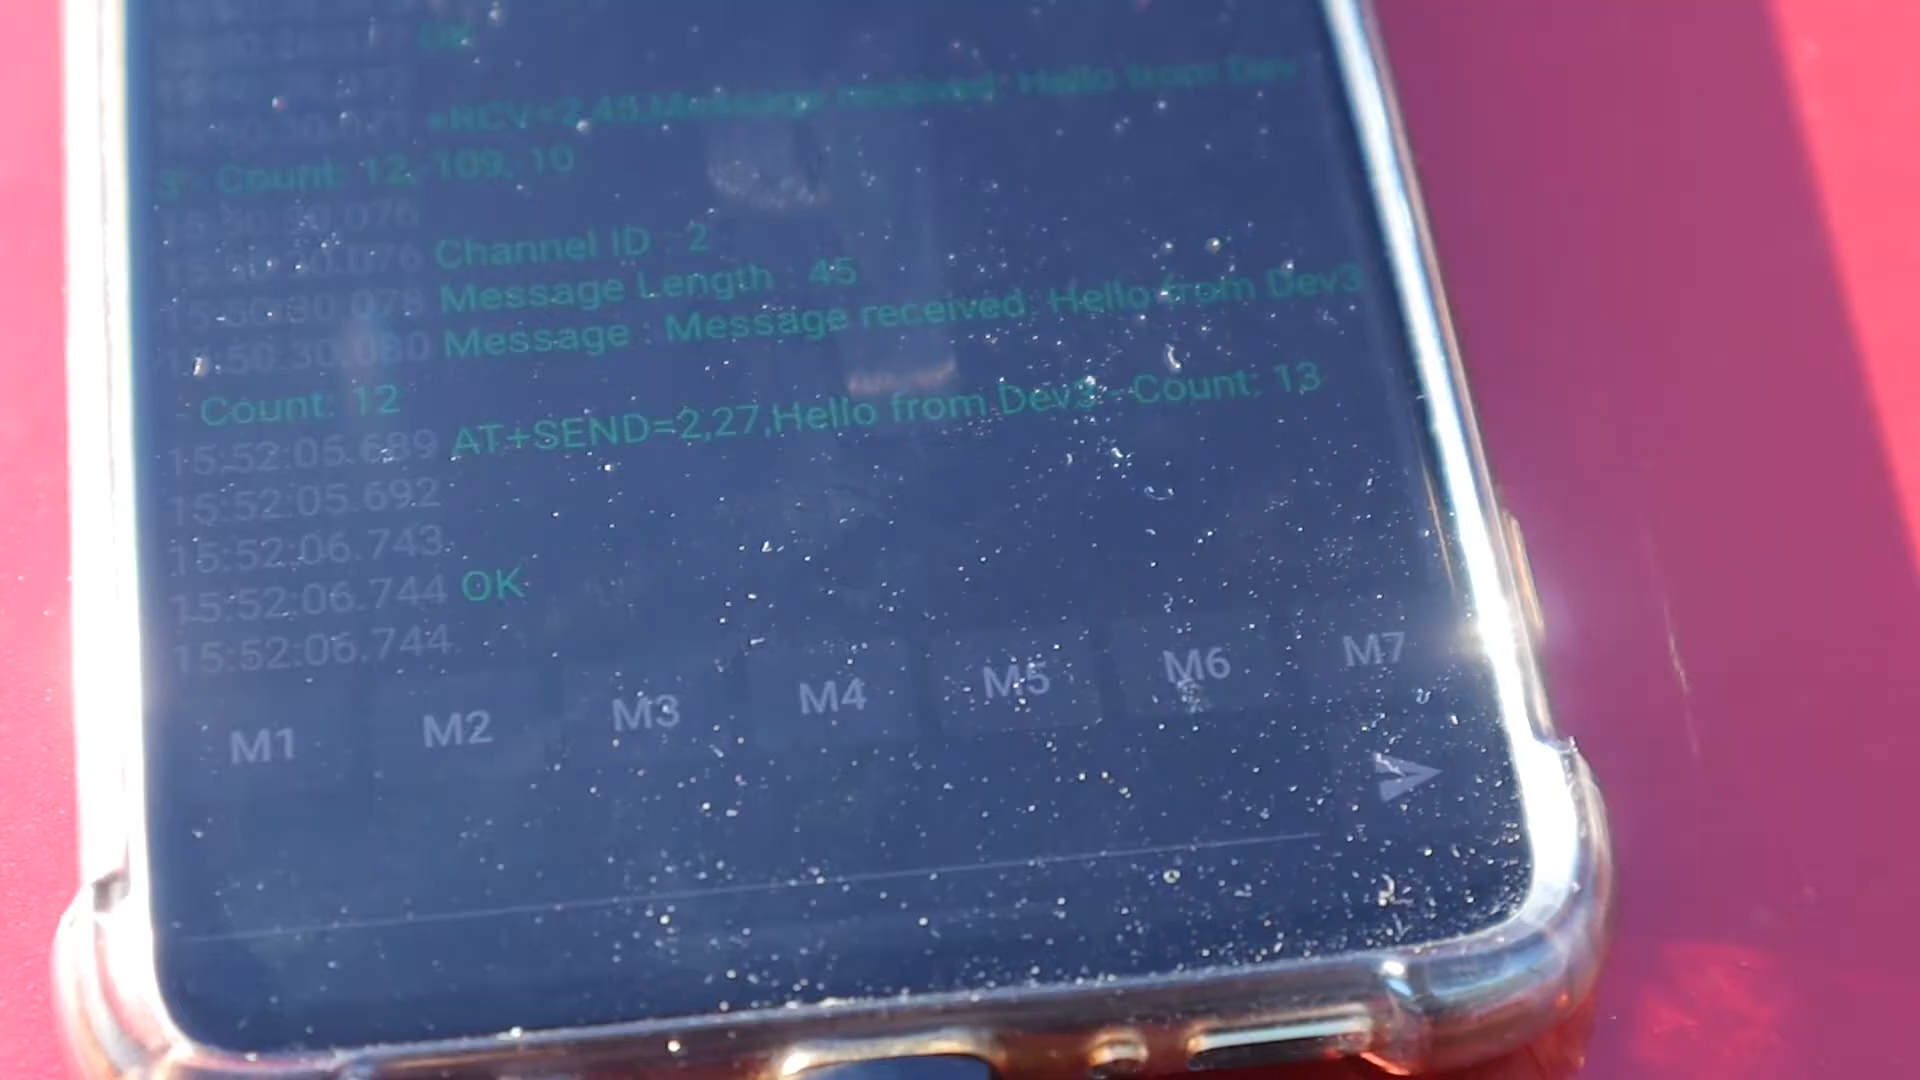 OK
+RCV=2,45,Message received: Hello from Dev
3 - Count: 12,-109, 10
15:50:30.076
15:50:30.076 Channel ID : 2
15:50:30.078 Message Length : 45
15:50:30.080 Message : Message received: Hello from Dev3
- Count: 12
15:52:05.689 AT+SEND=2,27,Hello from Dev3 - Count: 13
15:52:05.692
15:52:06.743
15:52:06.744 OK
15:52:06.744
M1 M2 M3 M4 M5 M6 M7